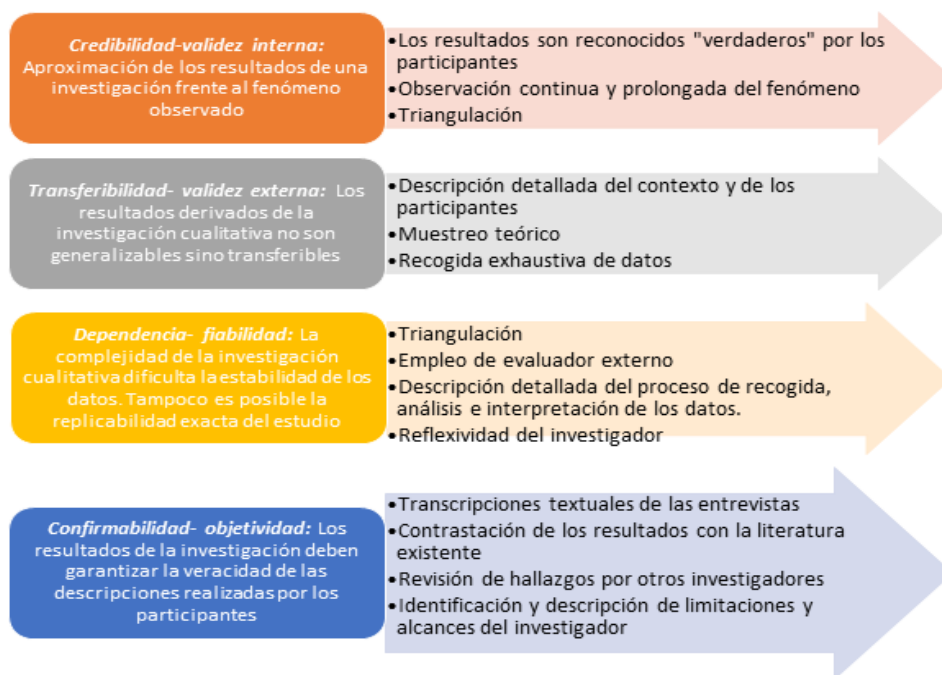 Credibilidad-validez interna:
Aproximación de los resultados de una
investigación frente al fenómeno
observado
•Los resultados son reconocidos "verdaderos" por los
participantes
•Observación continua y prolongada del fenómeno
•Triangulación
Transferibilidad- validez externa: Los
resultados derivados de la
investigación cualitativa no son
generalizables sino transferibles
•Descripción detallada del contexto y de los
participantes
•Muestreo teórico
•Recogida exhaustiva de datos
Dependencia- fiabilidad: La
complejidad de la investigación
cualitativa dificulta la estabilidad de los
datos. Tampoco es posible la
replicabilidad exacta del estudio
•Triangulación
•Empleo de evaluador externo
•Descripción detallada del proceso de recogida,
análisis e interpretación de los datos.
•Reflexividad del investigador
Confirmabilidad- objetividad: Los
resultados de la investigación deben
garantizar la veracidad de las
descripciones realizadas por los
participantes
•Transcripciones textuales de las entrevistas
•Contrastación de los resultados con la literatura
existente
•Revisión de hallazgos por otros investigadores
•Identificación y descripción de limitaciones y
alcances del investigador